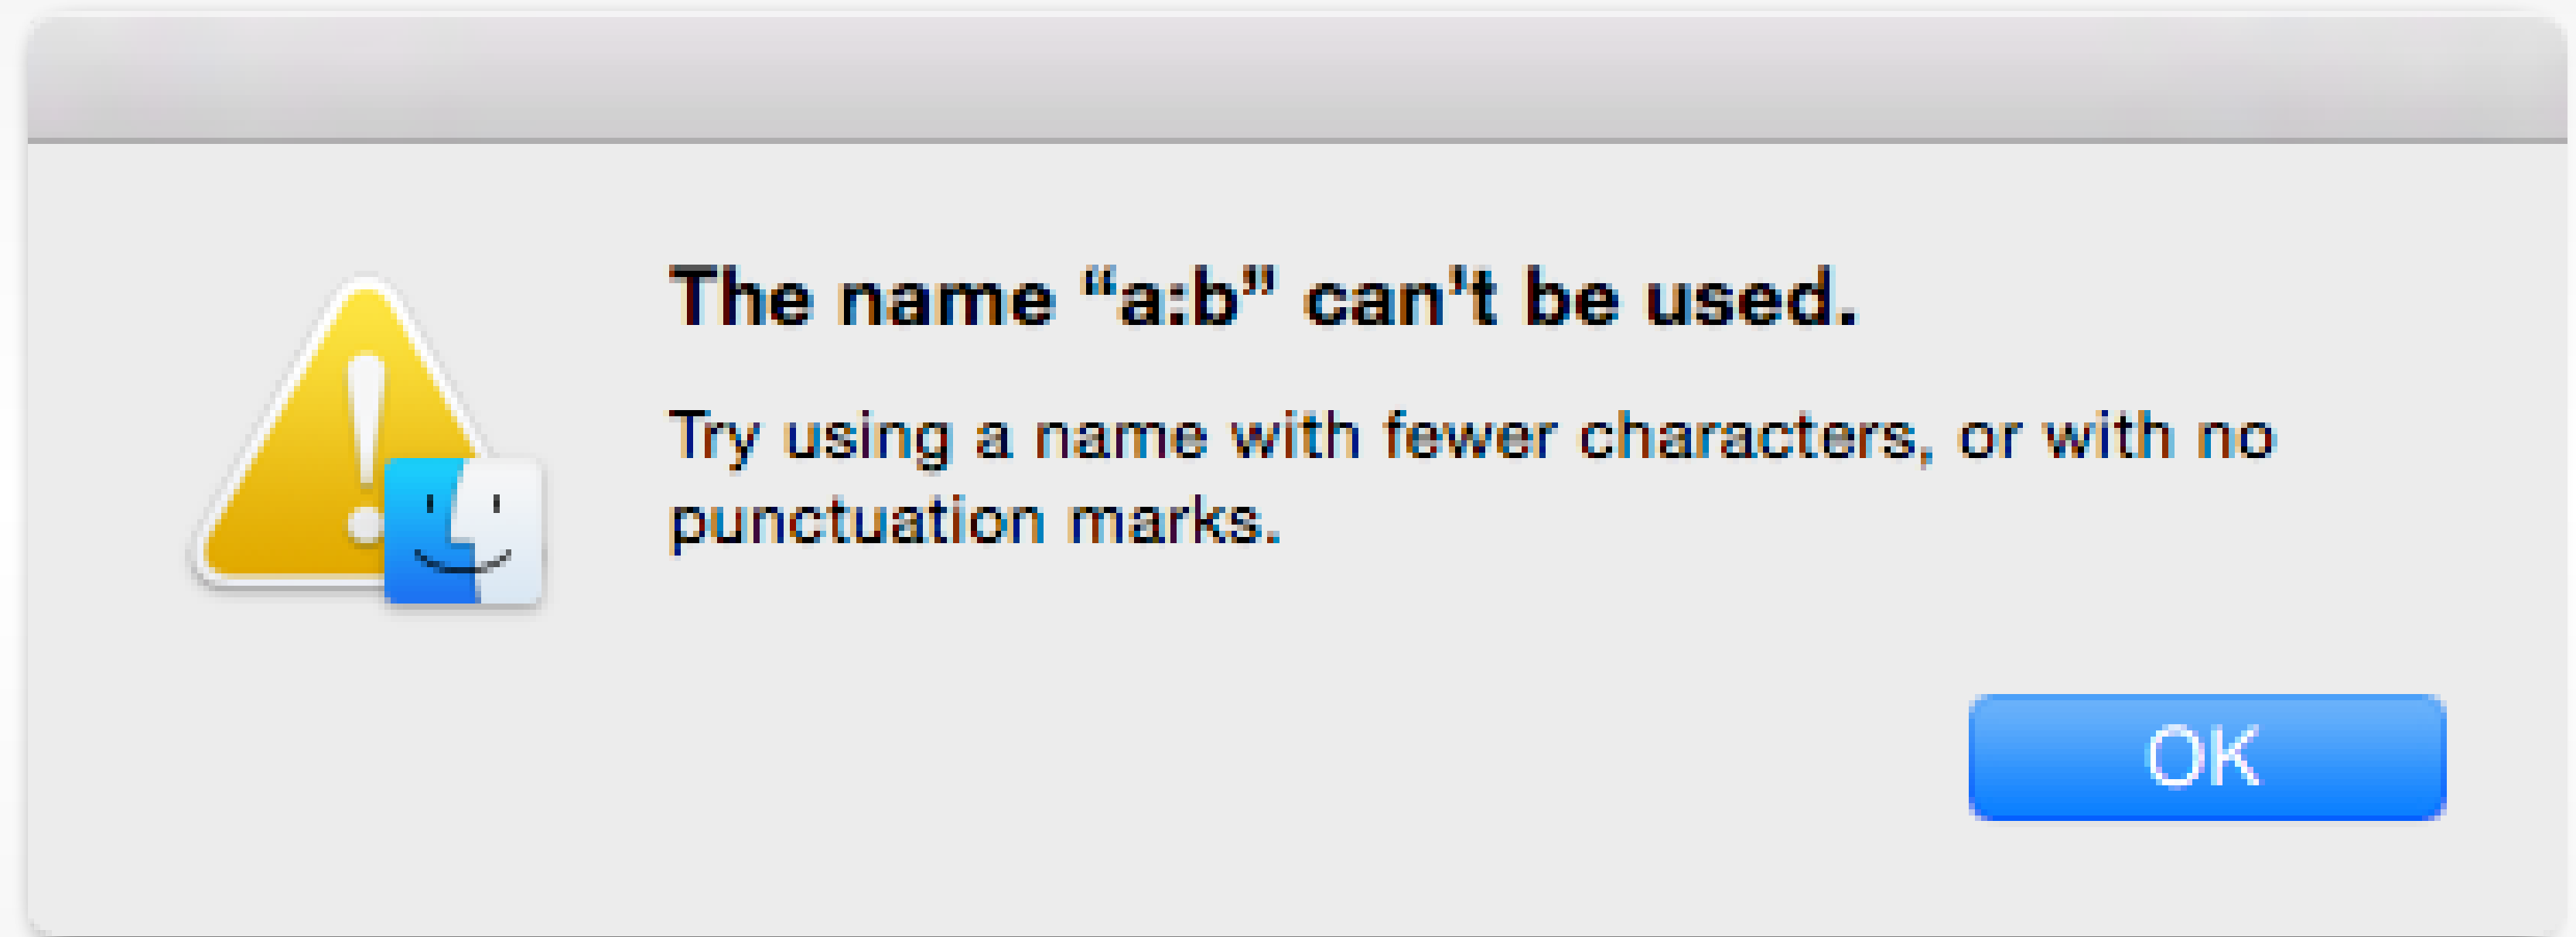 The name “a:b” can’t be used.
Try using a name with fewer characters, or with no
punctuation marks.
OK